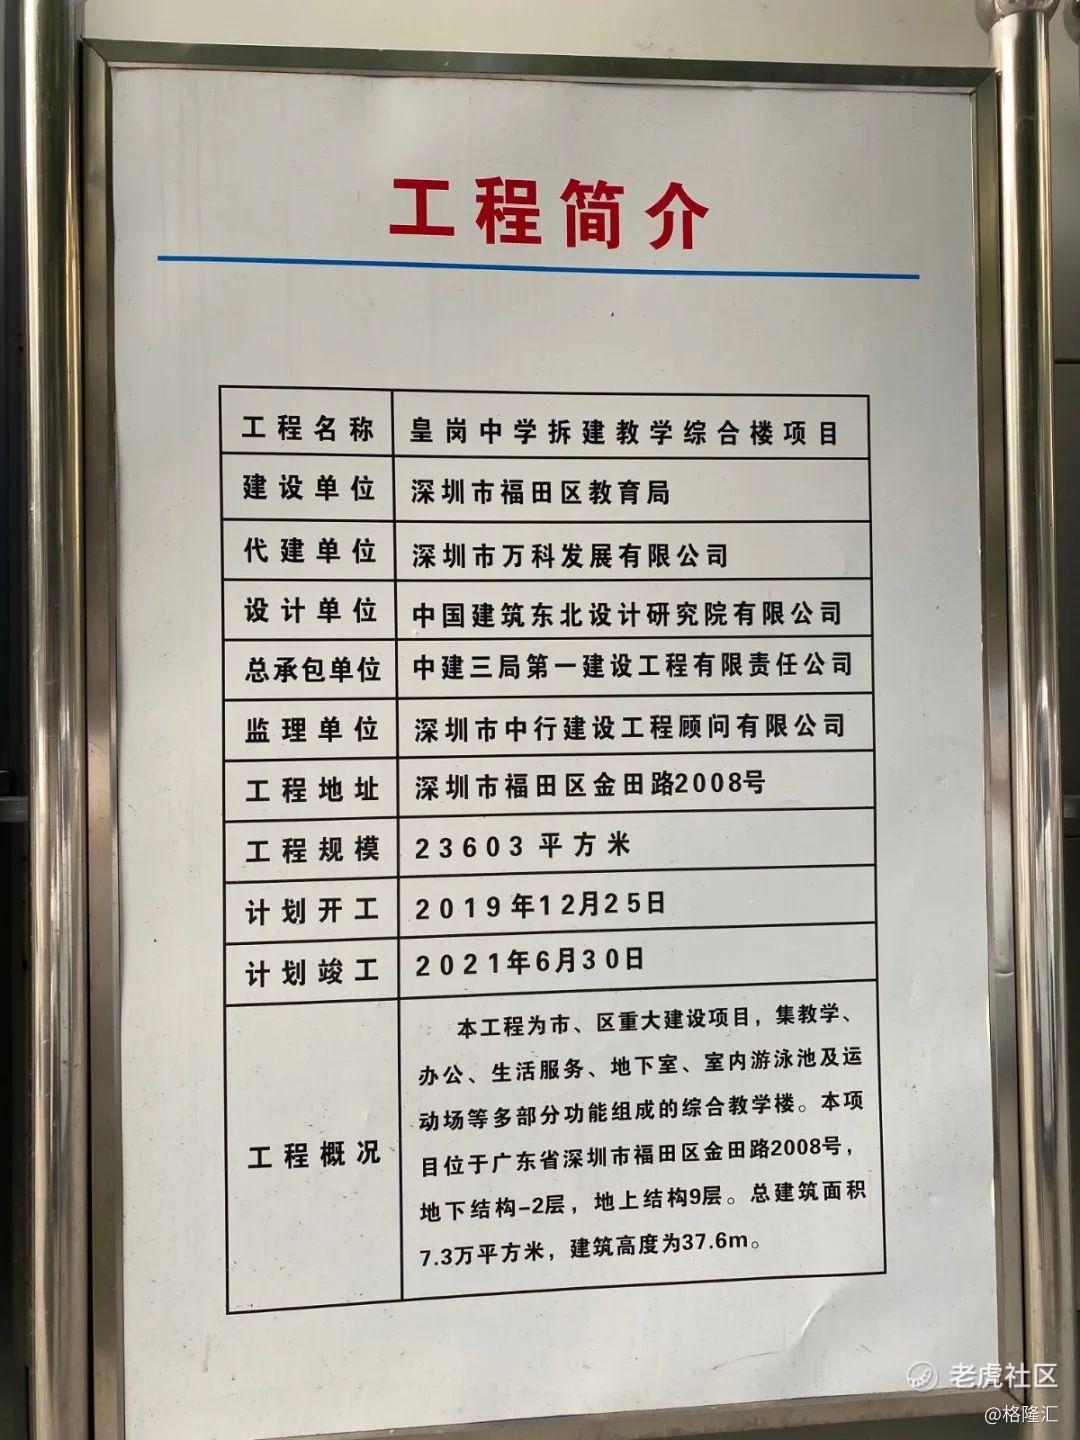 工程简介
工程名称 皇岗中学拆建教学综合楼项目
建设单位 深圳市福田区教育局
代建单位 深圳市万科发展有限公司
设计单位 中国建筑东北设计研究院有限公司
总承包单位 中建三局第一建设工程有限责任公司
监理单位 深圳市中行建设工程顾问有限公司
工程地址 深圳市福田区金田路2008号
工程规模 23603平方米
计划开工 2019年12月25日
计划竣工 2021年6月30日
工程概况
本工程为市、区重大建设项目，集教学、
办公、生活服务、地下室、室内游泳池及运
动场等多部分功能组成的综合教学楼。本项
目位于广东省深圳市福田区金田路2008号，
地下结构-2层，地上结构9层。总建筑面积
7.3万平方米，建筑高度为37.6m。
老虎社区
@格隆汇